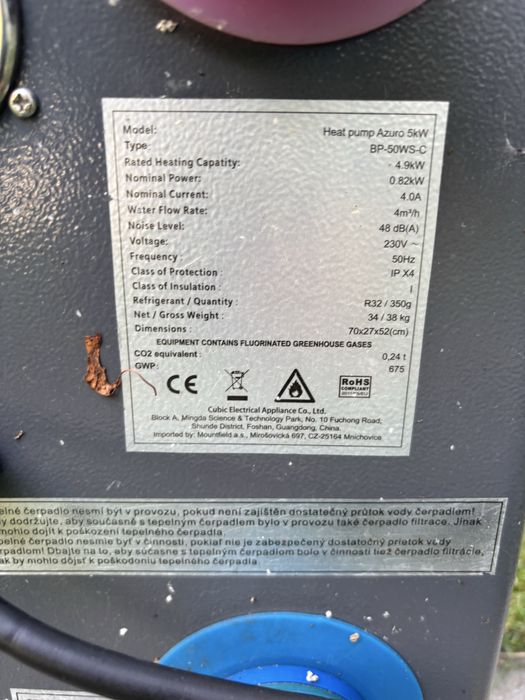 Model: Heat pump Azuro 5kW
Type: BP-50WS-C
Rated Heating Capatity: 4.9kW
Nominal Power: 0.82kW
Nominal Current: 4.0A
Water Flow Rate: 4m³/h
Noise Level: 48 dB(A)
Voltage: 230V ~
Frequency : 50Hz
Class of Protection : IP X4
Class of Insulation : I
Refrigerant / Quantity : R32 / 350g
Net / Gross Weight : 34 / 38 kg
Dimensions : 70x27x52(cm)
EQUIPMENT CONTAINS FLUORINATED GREENHOUSE GASES
CO2 equivalent : 0,24 t
GWP: 675
CE
RoHS
COMPLIANT
Cubic Electrical Appliance Co., Ltd.
Block A, Mingda Science & Technology Park, No. 10 Fuchong Road,
Shunde District, Foshan, Guangdong, China.
Imported by: Mountfield a.s., Mirošovická 697, CZ-25164 Mnichovice
čerpadlo nesmí být v provozu, pokud není zajištěn dostatečný průtok vody čerpadlem!
dodržujte, aby současně s tepelným čerpadlem bylo v provozu také čerpadlo filtrace. Jinak
mohlo dojít k poškození tepelného čerpadla.
čerpadlo nesmie byť v činnosti, pokiaľ nie je zabezpečený dostatočný prietok vody
Dbajte na to, aby súčasne s tepelným čerpadlom bolo v činnosti tiež čerpadlo filtrácie,
ak by mohlo dôjsť k poškodoniu tepelného čerpadla